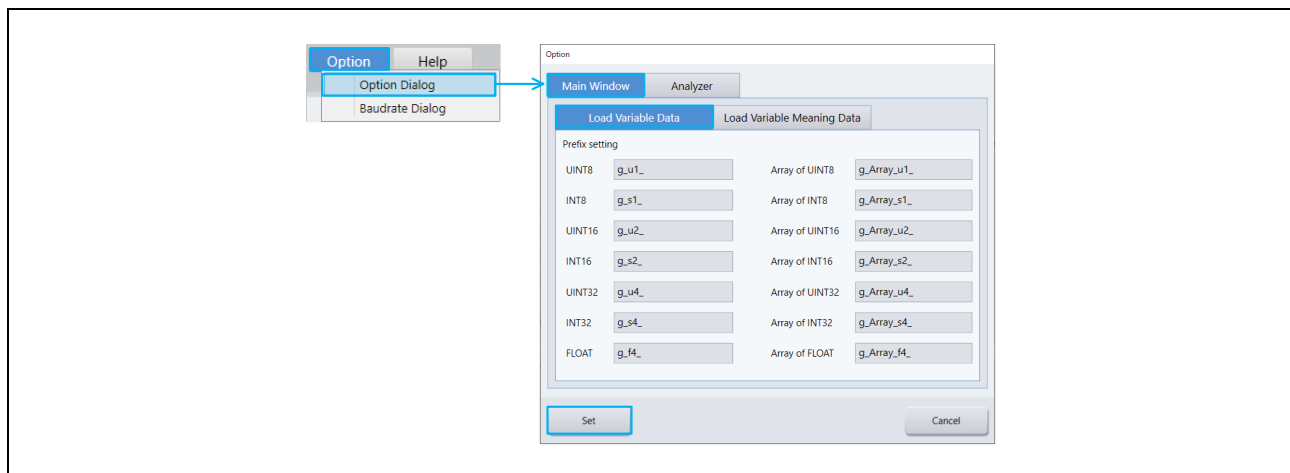 Option Help
Option Dialog
Baudrate Dialog
Option
Main Window Analyzer
Load Variable Data Load Variable Meaning Data
Prefix setting
UINT8 g_u1_ Array of UINT8 g_Array_u1_
INT8 g_s1_ Array of INT8 g_Array_s1_
UINT16 g_u2_ Array of UINT16 g_Array_u2_
INT16 g_s2_ Array of INT16 g_Array_s2_
UINT32 g_u4_ Array of UINT32 g_Array_u4_
INT32 g_s4_ Array of INT32 g_Array_s4_
FLOAT g_f4_ Array of FLOAT g_Array_f4_
Set Cancel